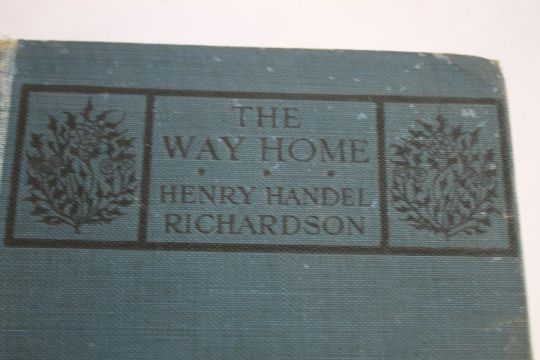 THE
WAY HOME
• • •
HENRY HANDEL
RICHARDSON